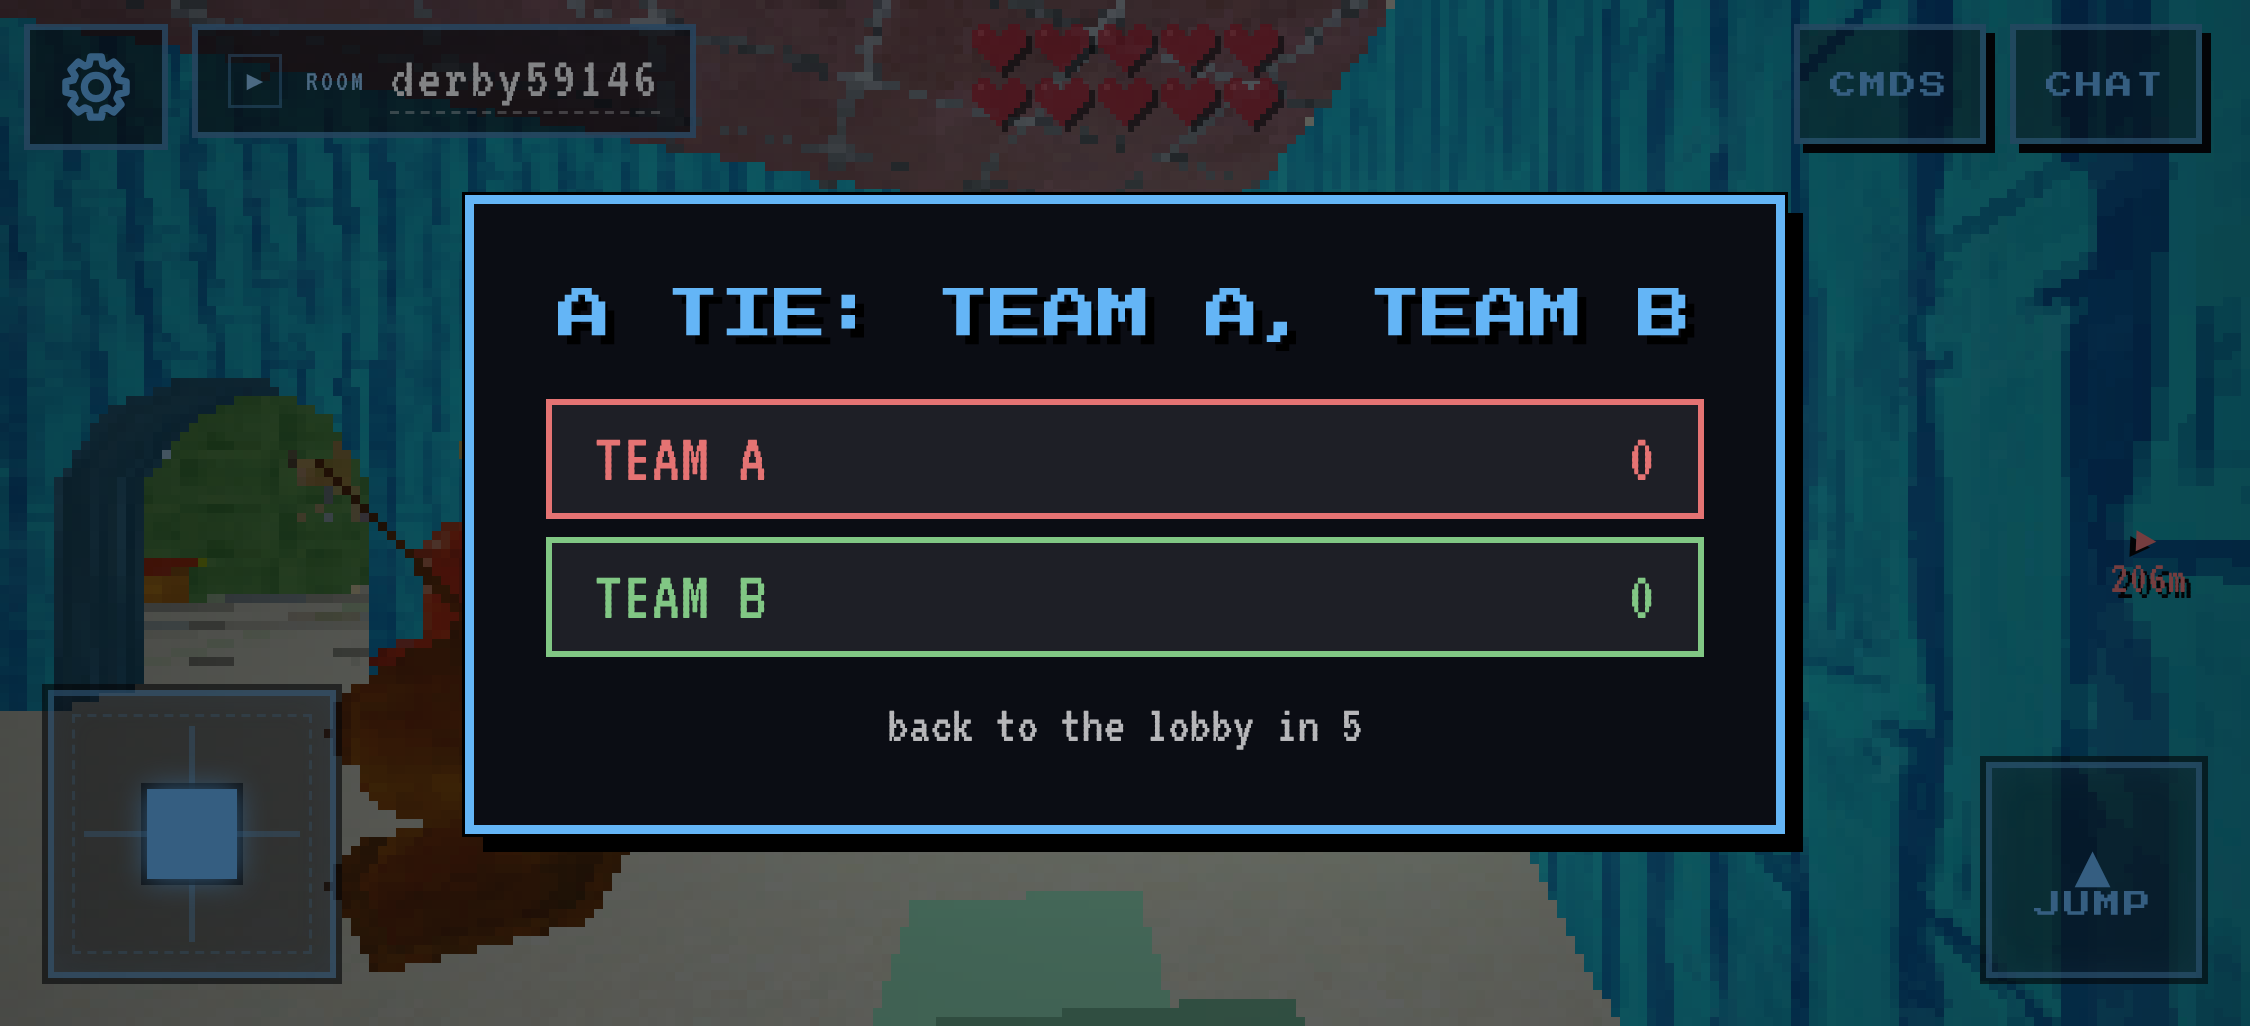 ROOM derby59146
CMDS
CHAT
A TIE: TEAM A, TEAM B
TEAM A 0
TEAM B 0
206m
back to the lobby in 5
JUMP